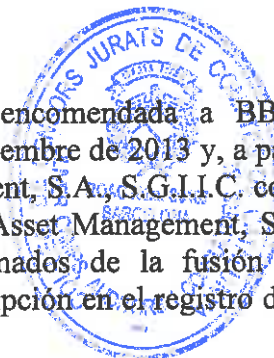 JURATS DE C
encomendada a BB
embre de 2013 y, a pa
ent, S.A., S.G.I.I.C. co
Asset Management, S
nados de la fusión
pción en el registro d